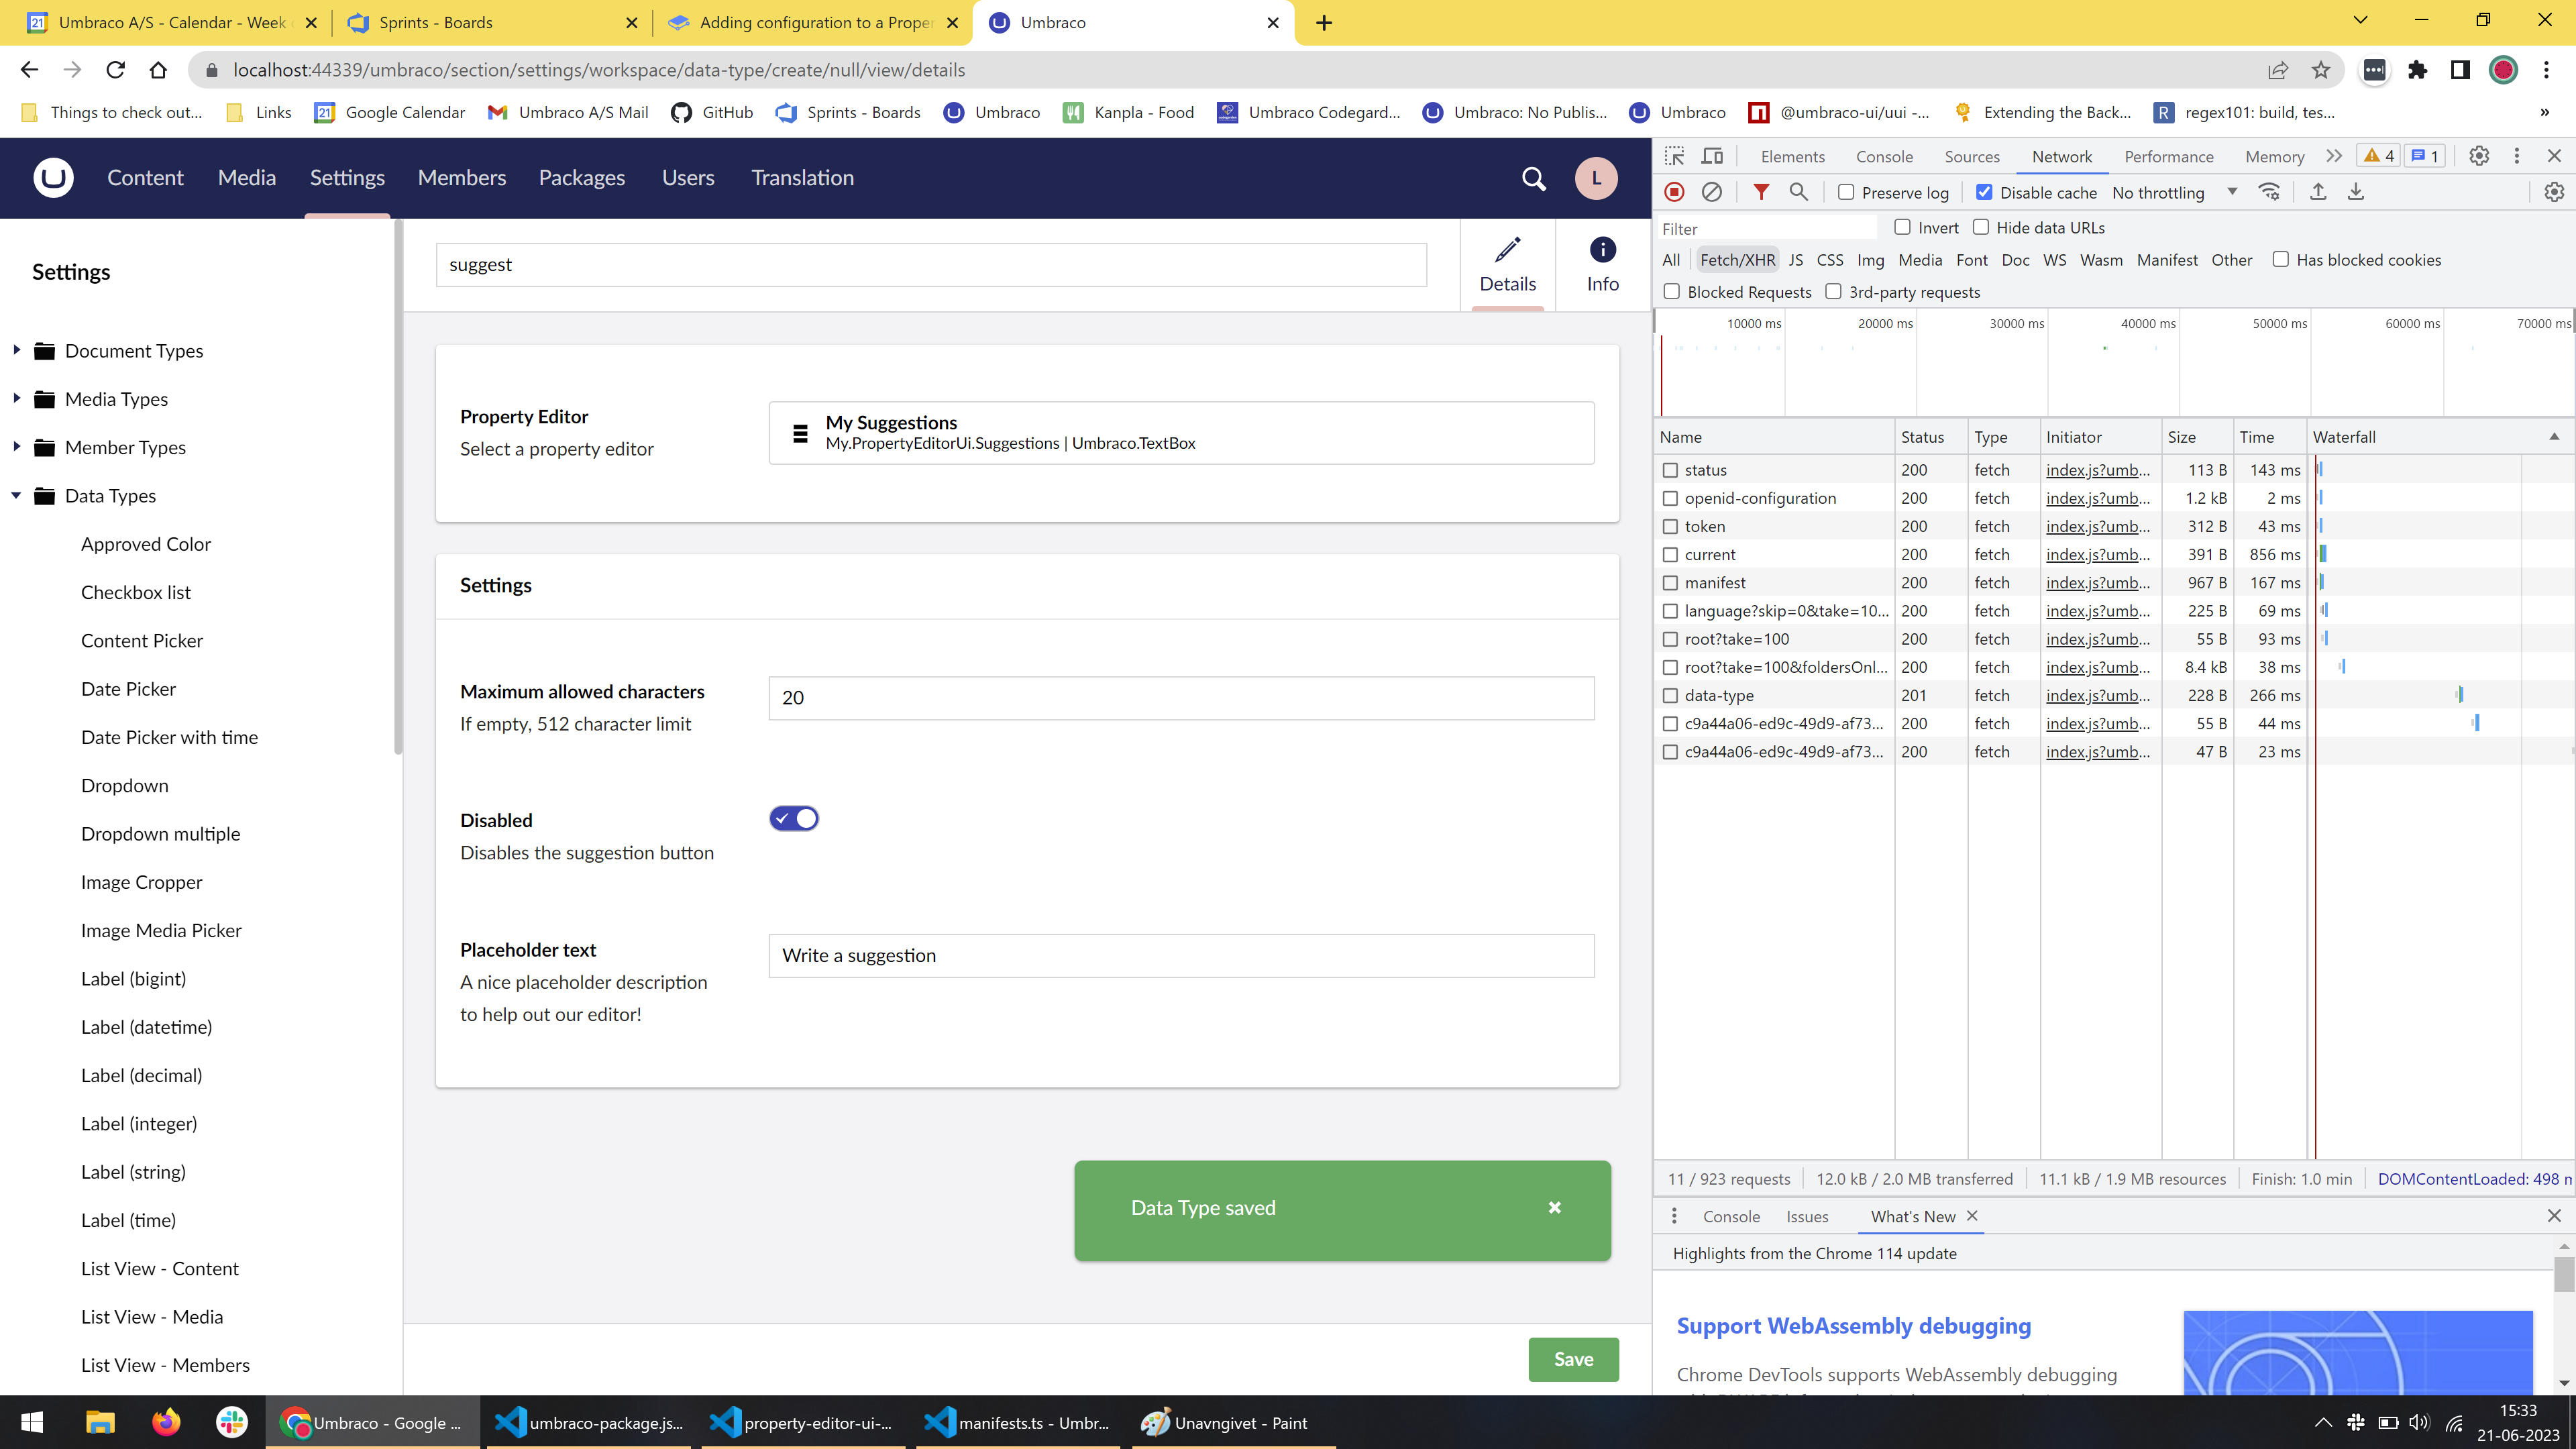 Umbraco A/S - Calendar - Week
Sprints - Boards
Adding configuration to a Proper
Umbraco
localhost:44339/umbraco/section/settings/workspace/data-type/create/null/view/details
Things to check out...
Links
Google Calendar
Umbraco A/S Mail
GitHub
Sprints - Boards
Umbraco
Kanpla - Food
Umbraco Codegard...
Umbraco: No Publis...
Umbraco
@umbraco-ui/uui -...
Extending the Back...
R
regex101: build, tes...
»
Content
Media
Settings
Members
Packages
Users
Translation
L
Settings
Document Types
Media Types
Member Types
Data Types
Approved Color
Checkbox list
Content Picker
Date Picker
Date Picker with time
Dropdown
Dropdown multiple
Image Cropper
Image Media Picker
Label (bigint)
Label (datetime)
Label (decimal)
Label (integer)
Label (string)
Label (time)
List View - Content
List View - Media
List View - Members
suggest
Details
Info
Property Editor
Select a property editor
My Suggestions
My.PropertyEditorUi.Suggestions | Umbraco.TextBox
Settings
Maximum allowed characters
If empty, 512 character limit
20
Disabled
Disables the suggestion button
Placeholder text
A nice placeholder description
to help out our editor!
Write a suggestion
Data Type saved
Save
Elements
Console
Sources
Network
Performance
Memory
4
1
Preserve log
Disable cache
No throttling
Filter
Invert
Hide data URLs
All
Fetch/XHR
JS
CSS
Img
Media
Font
Doc
WS
Wasm
Manifest
Other
Has blocked cookies
Blocked Requests
3rd-party requests
10000 ms
20000 ms
30000 ms
40000 ms
50000 ms
60000 ms
70000 ms
Name Status Type Initiator Size Time Waterfall
status 200 fetch index.js?umb... 113 B 143 ms
openid-configuration 200 fetch index.js?umb... 1.2 kB 2 ms
token 200 fetch index.js?umb... 312 B 43 ms
current 200 fetch index.js?umb... 391 B 856 ms
manifest 200 fetch index.js?umb... 967 B 167 ms
language?skip=0&take=10... 200 fetch index.js?umb... 225 B 69 ms
root?take=100 200 fetch index.js?umb... 55 B 93 ms
root?take=100&foldersOnl... 200 fetch index.js?umb... 8.4 kB 38 ms
data-type 201 fetch index.js?umb... 228 B 266 ms
c9a44a06-ed9c-49d9-af73... 200 fetch index.js?umb... 55 B 44 ms
c9a44a06-ed9c-49d9-af73... 200 fetch index.js?umb... 47 B 23 ms
11 / 923 requests
12.0 kB / 2.0 MB transferred
11.1 kB / 1.9 MB resources
Finish: 1.0 min
DOMContentLoaded: 498 n
Console
Issues
What's New
Highlights from the Chrome 114 update
Support WebAssembly debugging
Chrome DevTools supports WebAssembly debugging
Umbraco - Google ...
umbraco-package.js...
property-editor-ui-...
manifests.ts - Umbr...
Unavngivet - Paint
15:33
21-06-2023